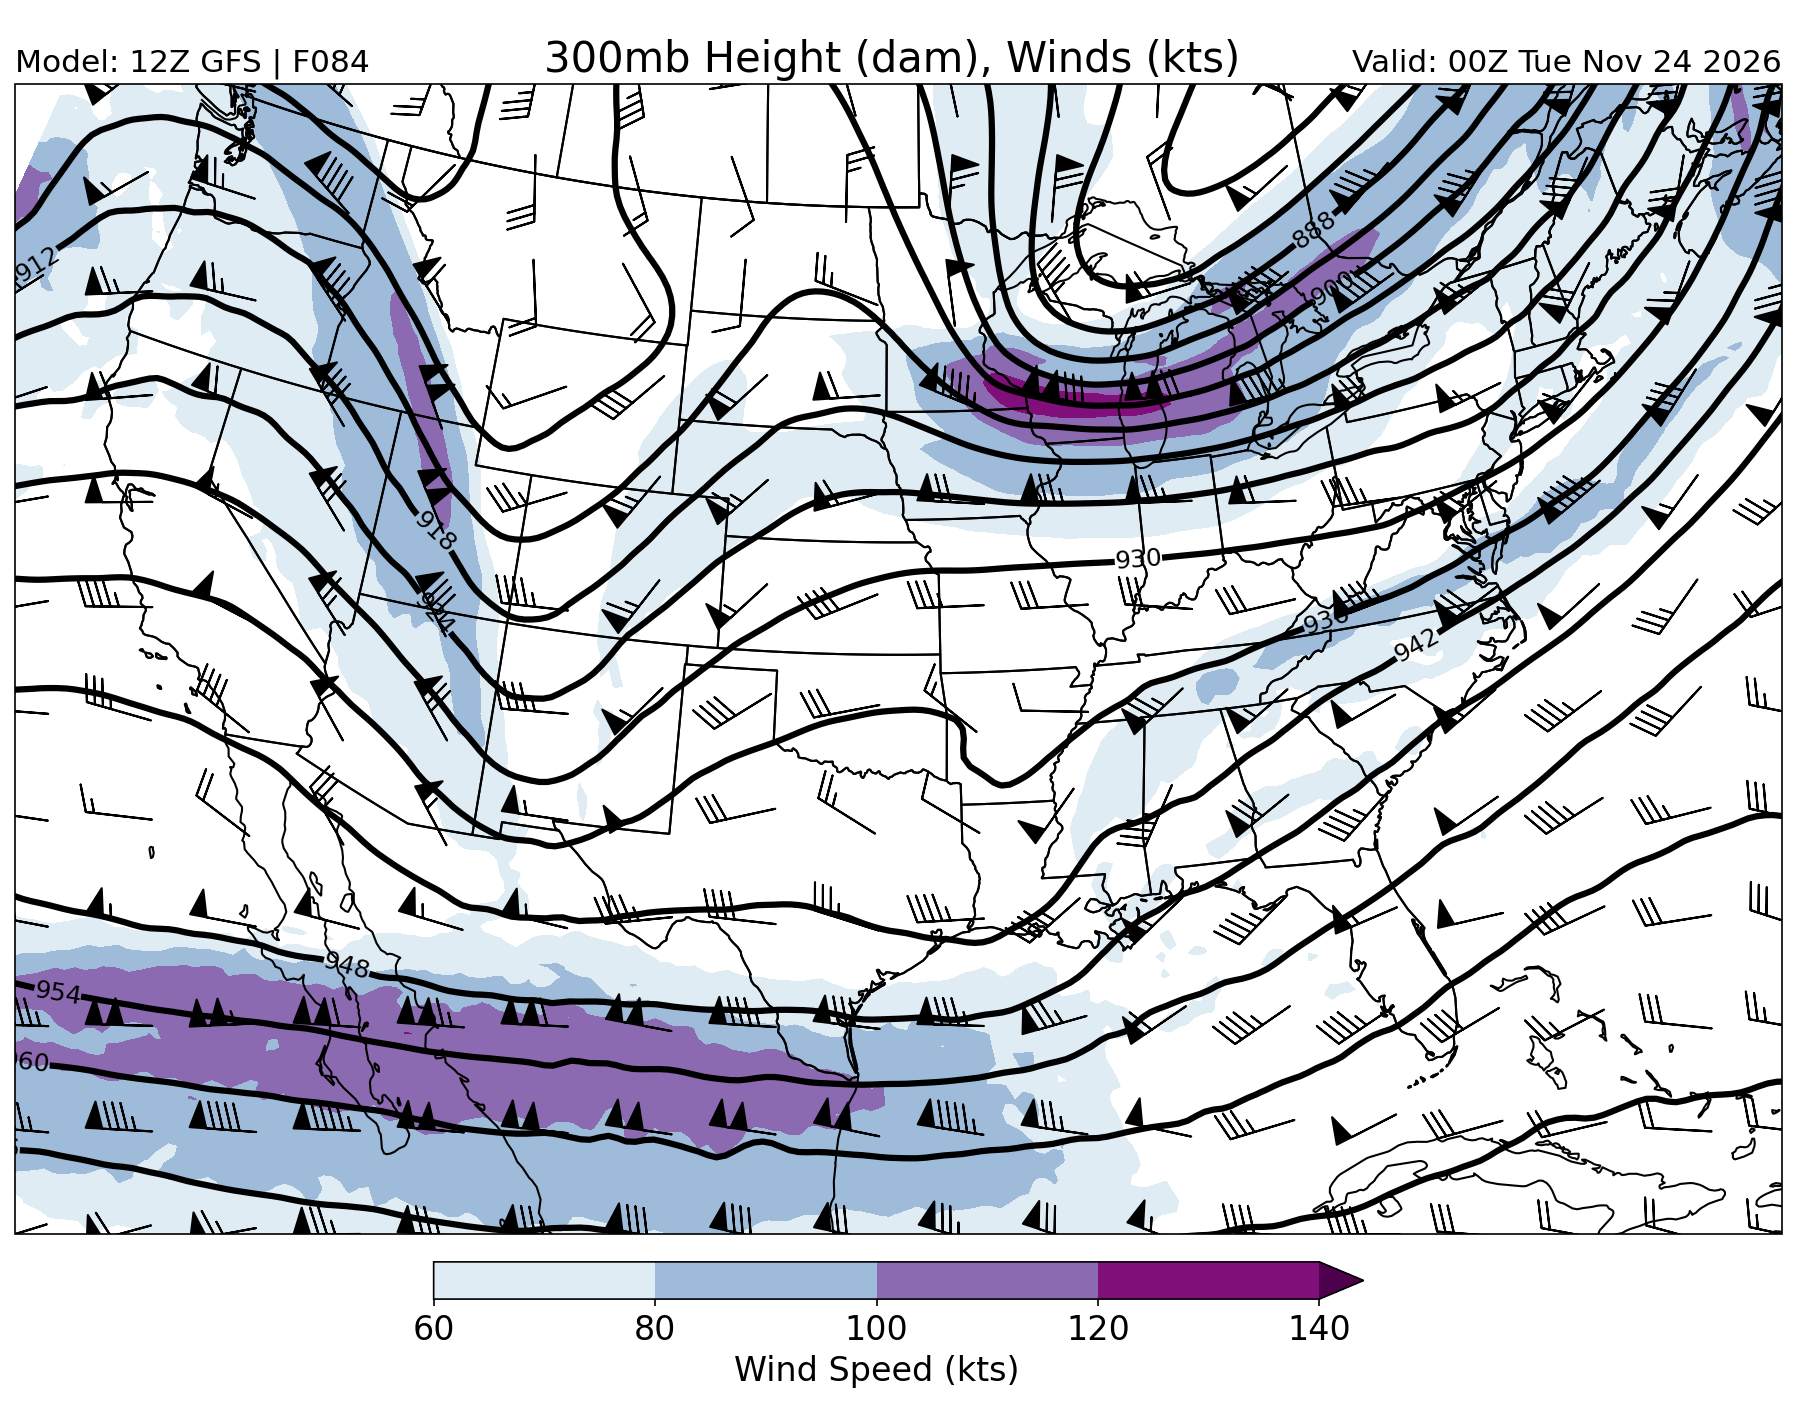 Model: 12Z GFS | F084
300mb Height (dam), Winds (kts)
Valid: 00Z Tue Nov 24 2026
888
912
900
918
930
924
936
942
948
954
960
60 80 100 120 140
Wind Speed (kts)